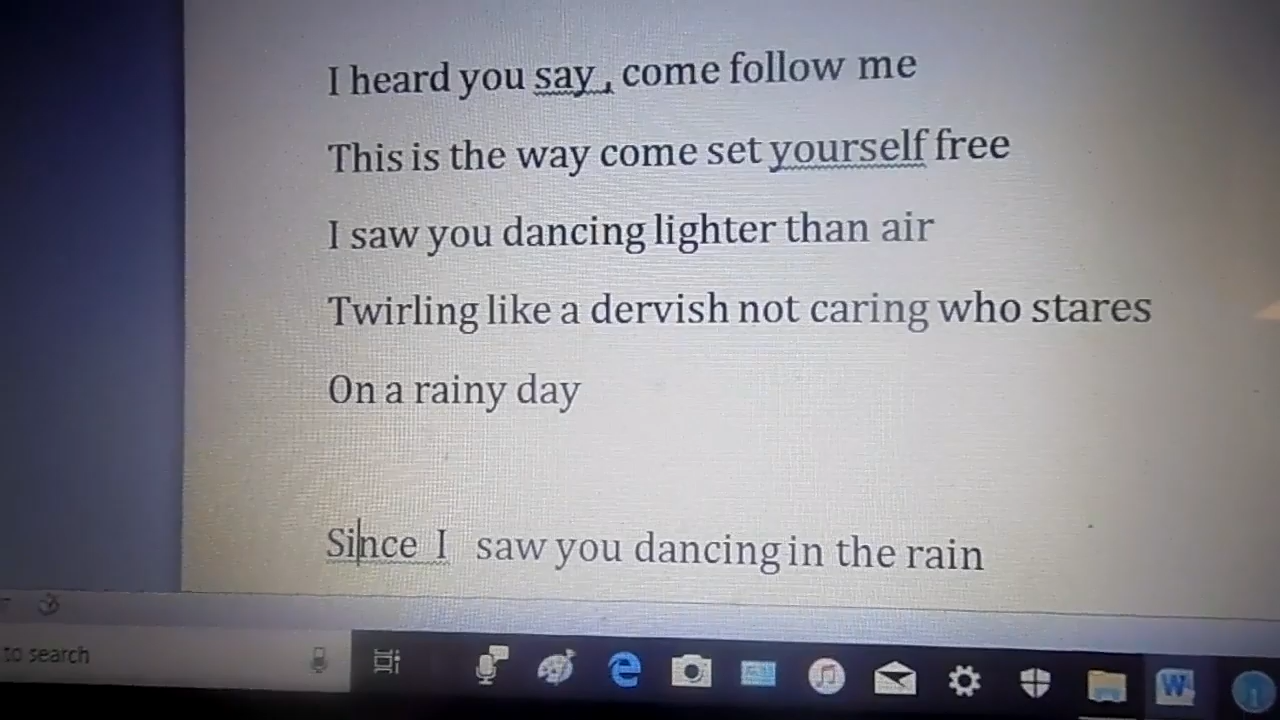 I heard you say , come follow me
This is the way come set yourself free
I saw you dancing lighter than air
Twirling like a dervish not caring who stares
On a rainy day
Since I saw you dancing in the rain
to search